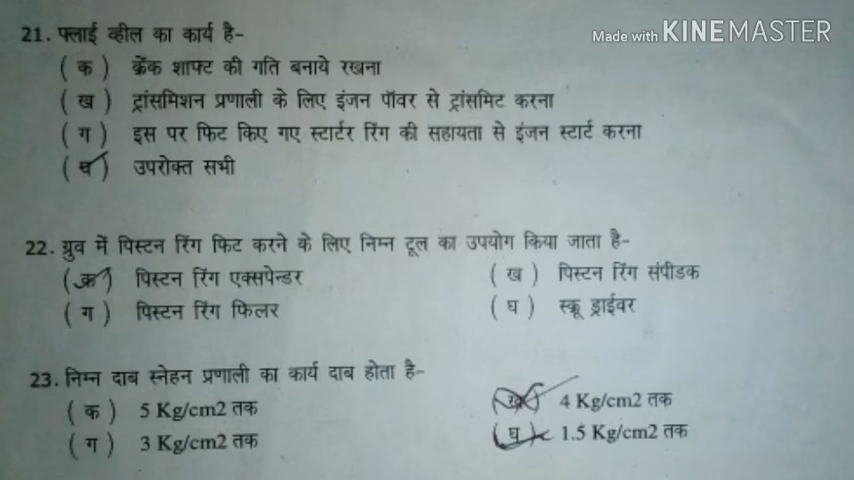 Made with KINEMASTER
21. फ्लाई व्हील का कार्य है-
( क ) क्रेंक शाफ्ट की गति बनाये रखना
( ख ) ट्रांसमिशन प्रणाली के लिए इंजन पॉवर से ट्रांसमिट करना
( ग ) इस पर फिट किए गए स्टार्टर रिंग की सहायता से इंजन स्टार्ट करना
( घ ) उपरोक्त सभी
22. ग्रुव में पिस्टन रिंग फिट करने के लिए निम्न टूल का उपयोग किया जाता है-
( क ) पिस्टन रिंग एक्सपेन्डर ( ख ) पिस्टन रिंग संपीडक
( ग ) पिस्टन रिंग फिलर ( घ ) स्क्रू ड्राईवर
23. निम्न दाब स्नेहन प्रणाली का कार्य दाब होता है-
( क ) 5 Kg/cm2 तक ( ख ) 4 Kg/cm2 तक
( ग ) 3 Kg/cm2 तक ( घ ) 1.5 Kg/cm2 तक